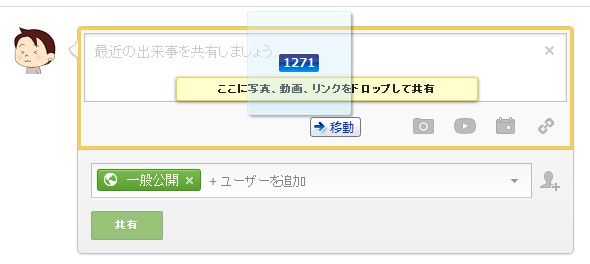 最近の出来事を共有しましょう
1271
ここに写真、動画、リンクをドロップして共有
移動
一般公開
+ ユーザーを追加
共有